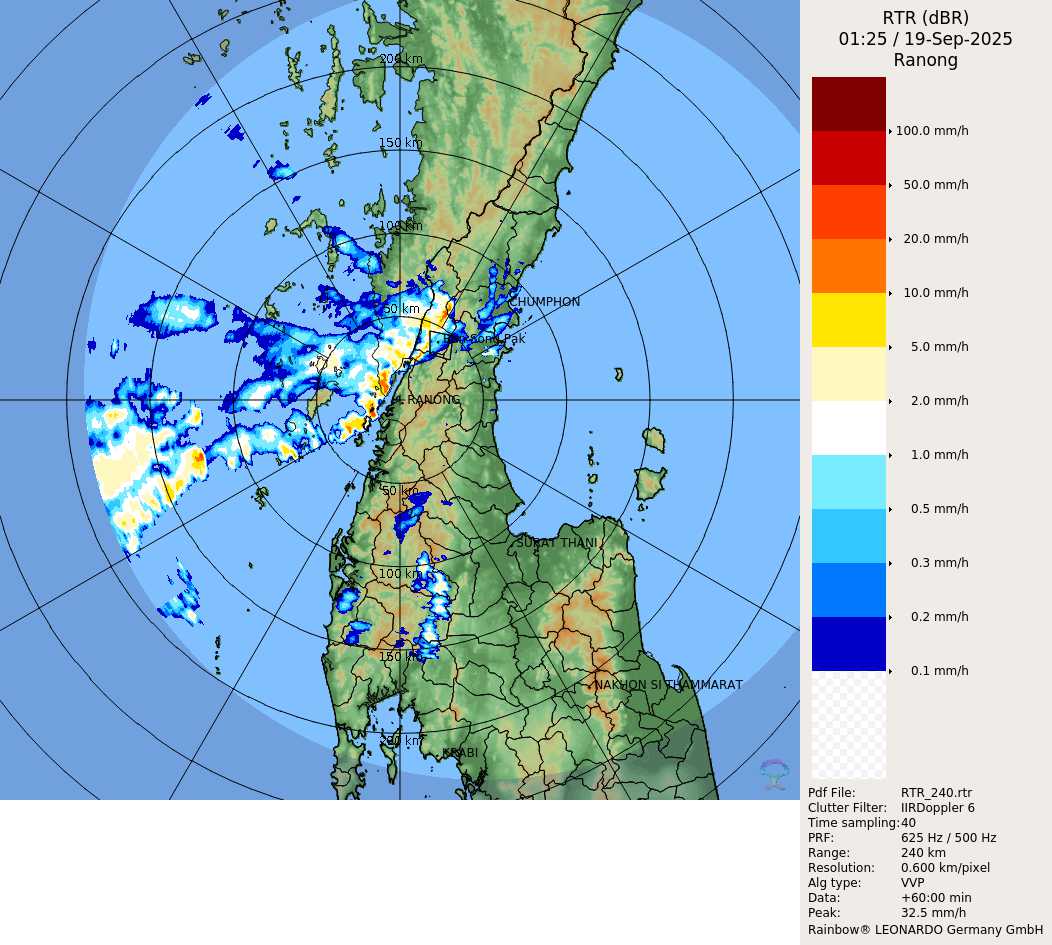 RTR (dBR)
01:25 / 19-Sep-2025
Ranong
200 km
150 km
100 km
50 km
CHUMPHON
RANONG
50 km
SURAT THANI
100 km
150 km
NAKHON SI THAMMARAT
200 km
KRABI
100.0 mm/h
50.0 mm/h
20.0 mm/h
10.0 mm/h
5.0 mm/h
2.0 mm/h
1.0 mm/h
0.5 mm/h
0.3 mm/h
0.2 mm/h
0.1 mm/h
Pdf File: RTR_240.rtr
Clutter Filter: IIRDoppler 6
Time sampling:40
PRF: 625 Hz / 500 Hz
Range: 240 km
Resolution: 0.600 km/pixel
Alg type: VVP
Data: +60:00 min
Peak: 32.5 mm/h
Rainbow® LEONARDO Germany GmbH